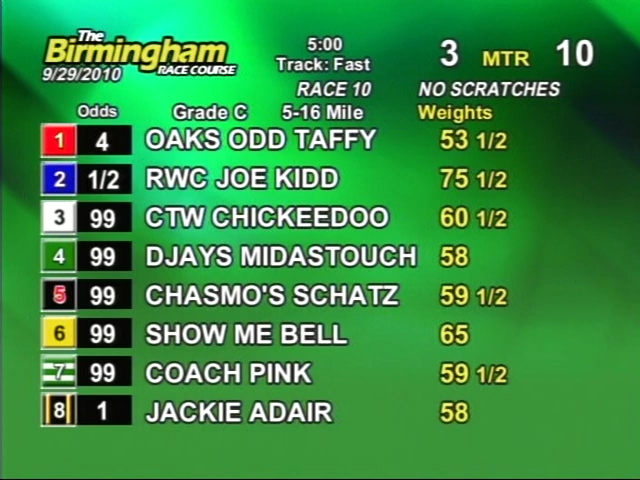 The
Birmingham
RACE COURSE
9/29/2010
5:00
Track: Fast
3 MTR 10
RACE 10 NO SCRATCHES
Odds Grade C 5-16 Mile Weights
1 4 OAKS ODD TAFFY 53 1/2
2 1/2 RWC JOE KIDD 75 1/2
3 99 CTW CHICKEEDOO 60 1/2
4 99 DJAYS MIDASTOUCH 58
5 99 CHASMO'S SCHATZ 59 1/2
6 99 SHOW ME BELL 65
7 99 COACH PINK 59 1/2
8 1 JACKIE ADAIR 58